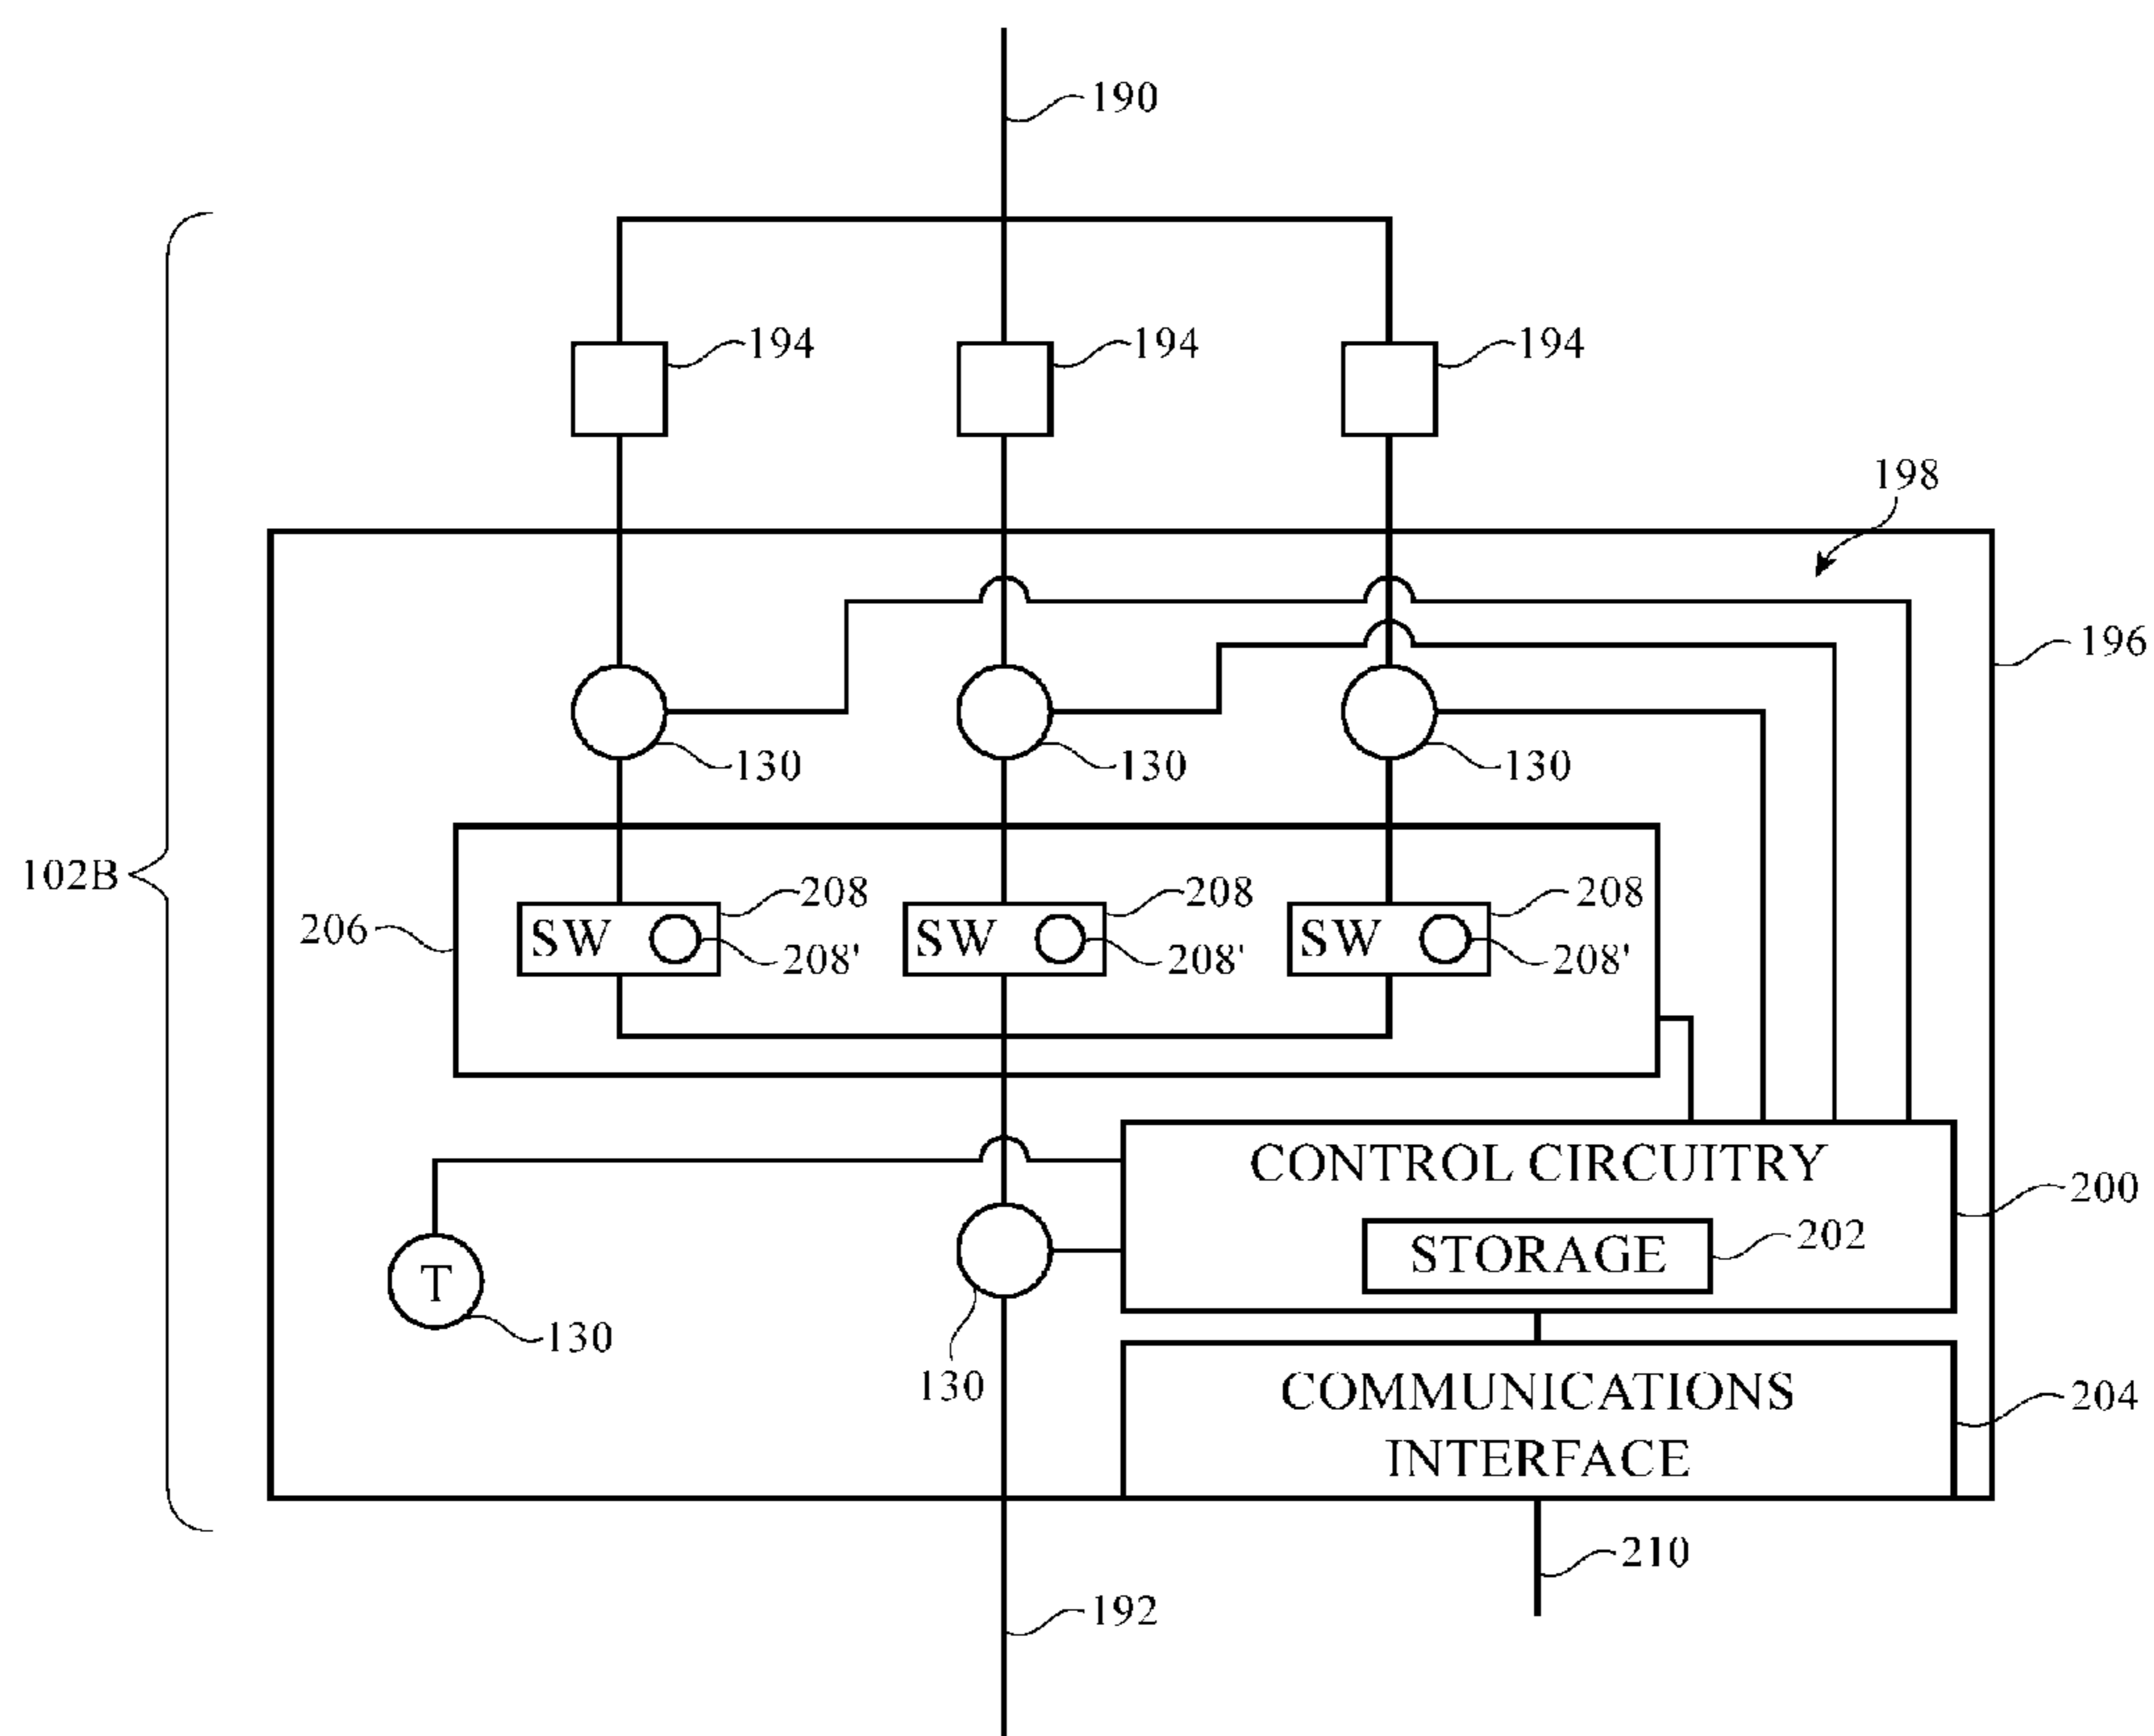 190
194 194 194
198
196
130 130 130
102B
206
SW 208 SW 208 SW 208
208' 208' 208'
CONTROL CIRCUITRY
200
STORAGE 202
T
130
130
COMMUNICATIONS
INTERFACE
204
210
192